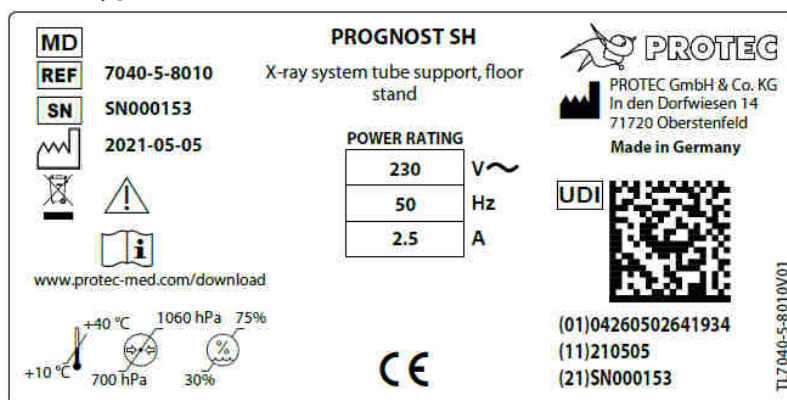 MD
REF 7040-5-8010
SN SN000153
2021-05-05
www.protec-med.com/download
+40 °C
+10 °C
1060 hPa
700 hPa
75%
%
30%
PROGNOST SH
X-ray system tube support, floor
stand
POWER RATING
230 V~
50 Hz
2.5 A
CE
PROTEC
PROTEC GmbH & Co. KG
In den Dorfwiesen 14
71720 Oberstenfeld
Made in Germany
UDI
(01)04260502641934
(11)210505
(21)SN000153
TL7040-5-8010V01